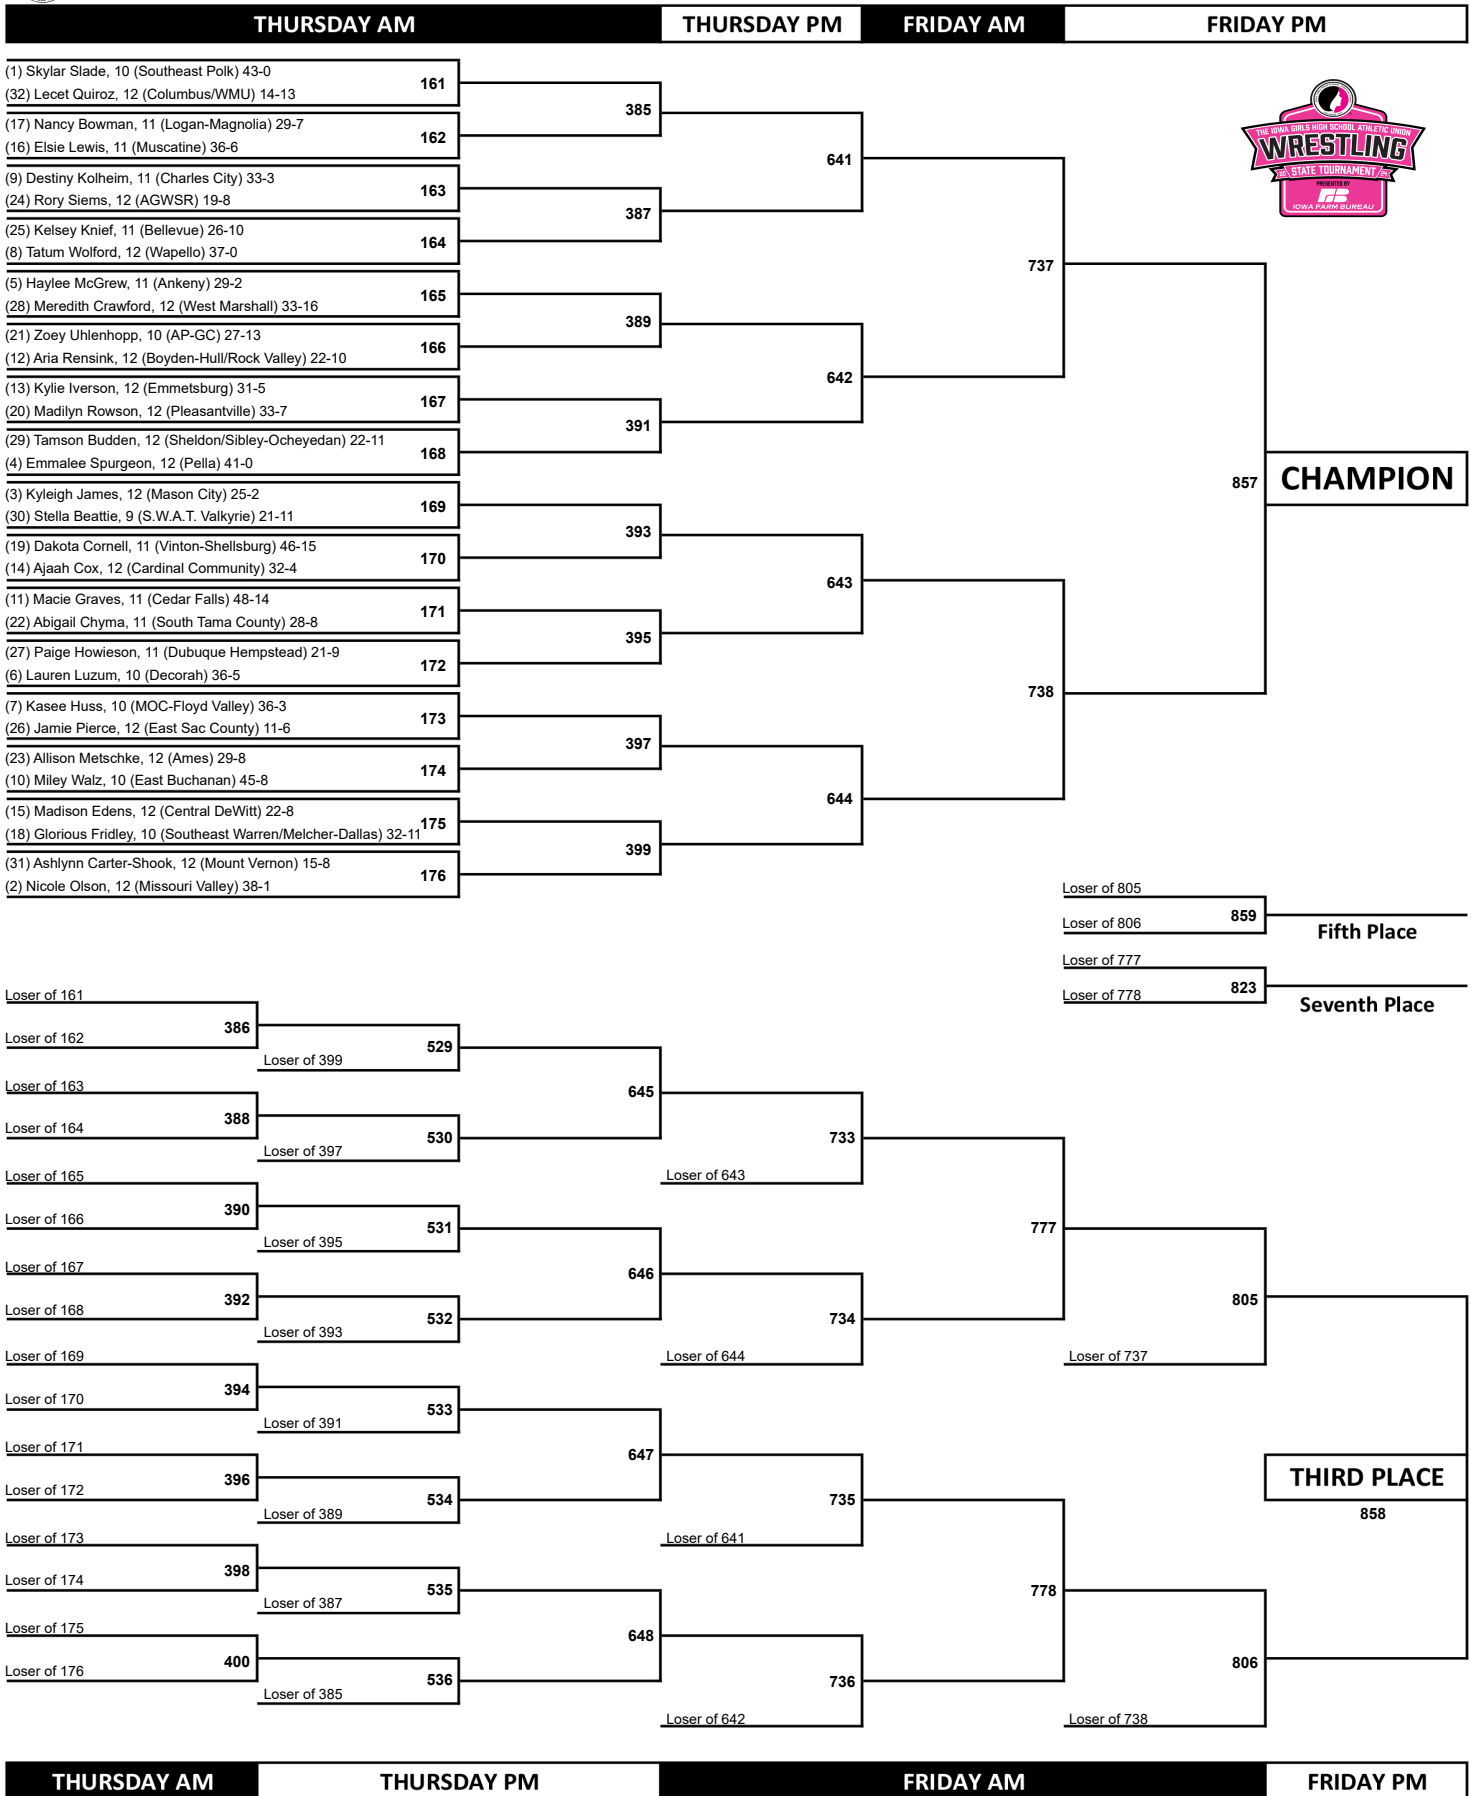 THURSDAY AM THURSDAY PM FRIDAY AM FRIDAY PM
(1) Skylar Slade, 10 (Southeast Polk) 43-0
161
(32) Lecet Quiroz, 12 (Columbus/WMU) 14-13
385
(17) Nancy Bowman, 11 (Logan-Magnolia) 29-7
162
(16) Elsie Lewis, 11 (Muscatine) 36-6
641
(9) Destiny Kolheim, 11 (Charles City) 33-3
163
(24) Rory Siems, 12 (AGWSR) 19-8
387
(25) Kelsey Knief, 11 (Bellevue) 26-10
164
(8) Tatum Wolford, 12 (Wapello) 37-0
737
(5) Haylee McGrew, 11 (Ankeny) 29-2
165
(28) Meredith Crawford, 12 (West Marshall) 33-16
389
(21) Zoey Uhlenhopp, 10 (AP-GC) 27-13
166
(12) Aria Rensink, 12 (Boyden-Hull/Rock Valley) 22-10
642
(13) Kylie Iverson, 12 (Emmetsburg) 31-5
167
(20) Madilyn Rowson, 12 (Pleasantville) 33-7
391
(29) Tamson Budden, 12 (Sheldon/Sibley-Ocheyedan) 22-11
168
(4) Emmalee Spurgeon, 12 (Pella) 41-0
857
CHAMPION
(3) Kyleigh James, 12 (Mason City) 25-2
169
(30) Stella Beattie, 9 (S.W.A.T. Valkyrie) 21-11
393
(19) Dakota Cornell, 11 (Vinton-Shellsburg) 46-15
170
(14) Ajaah Cox, 12 (Cardinal Community) 32-4
643
(11) Macie Graves, 11 (Cedar Falls) 48-14
171
(22) Abigail Chyma, 11 (South Tama County) 28-8
395
(27) Paige Howieson, 11 (Dubuque Hempstead) 21-9
172
(6) Lauren Luzum, 10 (Decorah) 36-5
738
(7) Kasee Huss, 10 (MOC-Floyd Valley) 36-3
173
(26) Jamie Pierce, 12 (East Sac County) 11-6
397
(23) Allison Metschke, 12 (Ames) 29-8
174
(10) Miley Walz, 10 (East Buchanan) 45-8
644
(15) Madison Edens, 12 (Central DeWitt) 22-8
175
(18) Glorious Fridley, 10 (Southeast Warren/Melcher-Dallas) 32-11
399
(31) Ashlynn Carter-Shook, 12 (Mount Vernon) 15-8
176
(2) Nicole Olson, 12 (Missouri Valley) 38-1
THE IOWA GIRLS HIGH SCHOOL ATHLETIC UNION
WRESTLING
STATE TOURNAMENT
PRESENTED BY
FB
IOWA FARM BUREAU
Loser of 805
859
Loser of 806
Fifth Place
Loser of 777
823
Loser of 778
Seventh Place
Loser of 161
386
Loser of 162
529
Loser of 399
645
Loser of 163
388
Loser of 164
530
Loser of 397
733
Loser of 643
Loser of 165
390
Loser of 166
531
Loser of 395
777
646
Loser of 167
392
Loser of 168
532
Loser of 393
734
Loser of 644
805
Loser of 737
Loser of 169
394
Loser of 170
533
Loser of 391
647
Loser of 171
396
Loser of 172
534
Loser of 389
735
Loser of 641
THIRD PLACE
858
Loser of 173
398
Loser of 174
535
Loser of 387
778
648
Loser of 175
400
Loser of 176
536
Loser of 385
736
Loser of 642
806
Loser of 738
THURSDAY AM THURSDAY PM FRIDAY AM FRIDAY PM